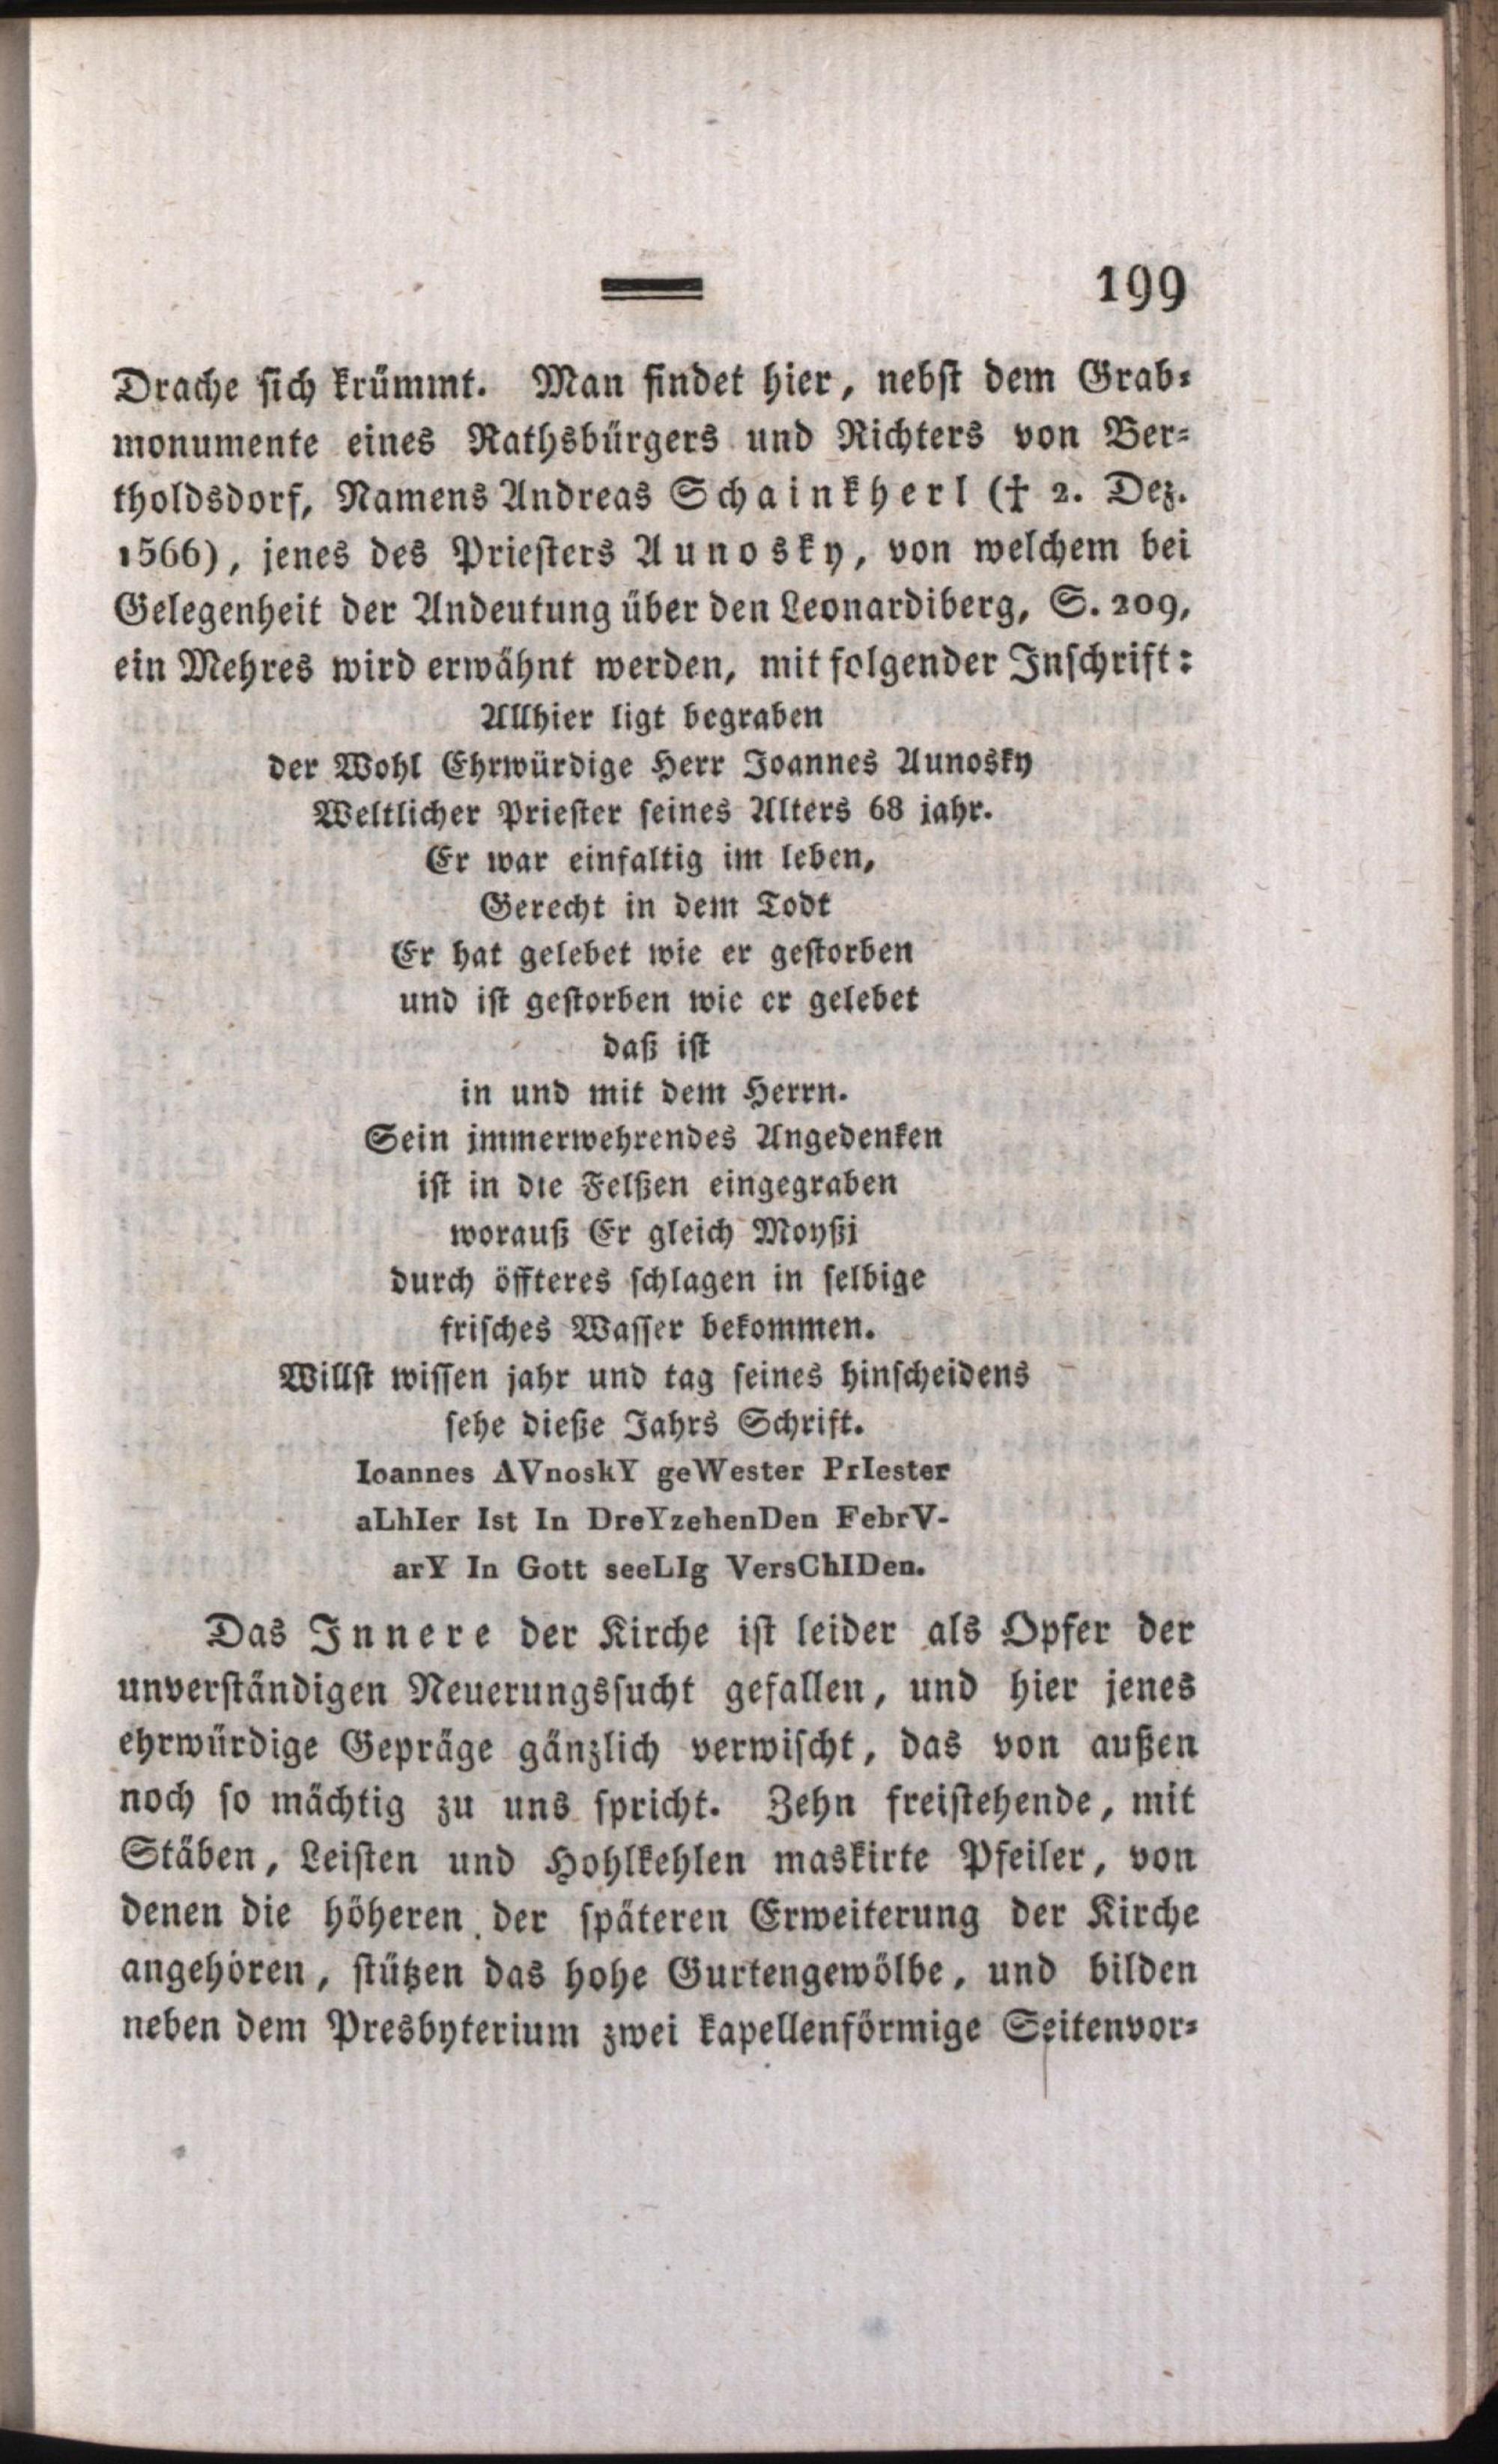 199
Drache sich krümmt. Man findet hier, nebst dem Grab-
monumente eines Rathsbürgers und Richters von Ber-
tholdsdorf, Namens Andreas Schainkherl († 2. Dez.
1566), jenes des Priesters Aunosky, von welchem bei
Gelegenheit der Andeutung über den Leonardiberg, S. 209,
ein Mehres wird erwähnt werden, mit folgender Inschrift:
Allhier ligt begraben
der Wohl Ehrwürdige Herr Joannes Aunosky
Weltlicher Priester seines Alters 68 jahr.
Er war einfaltig im leben,
Gerecht in dem Todt
Er hat gelebet wie er gestorben
und ist gestorben wie er gelebet
daß ist
in und mit dem Herrn.
Sein jmmerwehrendes Angedenken
ist in die Felßen eingegraben
worauß Er gleich Moyßj
durch öffteres schlagen in selbige
frisches Wasser bekommen.
Willst wissen jahr und tag seines hinscheidens
sehe dieße Jahrs Schrift.
Ioannes AVnoskY geWester PrIester
aLhIer Ist In DreYzehenDen FebrV-
arY In Gott seeLIg VersChIDen.
Das Innere der Kirche ist leider als Opfer der
unverständigen Neuerungssucht gefallen, und hier jenes
ehrwürdige Gepräge gänzlich verwischt, das von außen
noch so mächtig zu uns spricht. Zehn freistehende, mit
Stäben, Leisten und Hohlkehlen maskirte Pfeiler, von
denen die höheren der späteren Erweiterung der Kirche
angehören, stützen das hohe Gurtengewölbe, und bilden
neben dem Presbyterium zwei kapellenförmige Seitenvor-